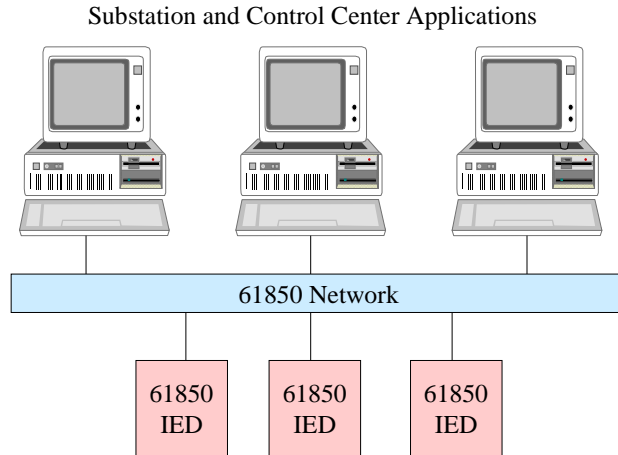 Substation and Control Center Applications
61850 Network
61850 61850 61850
IED IED IED